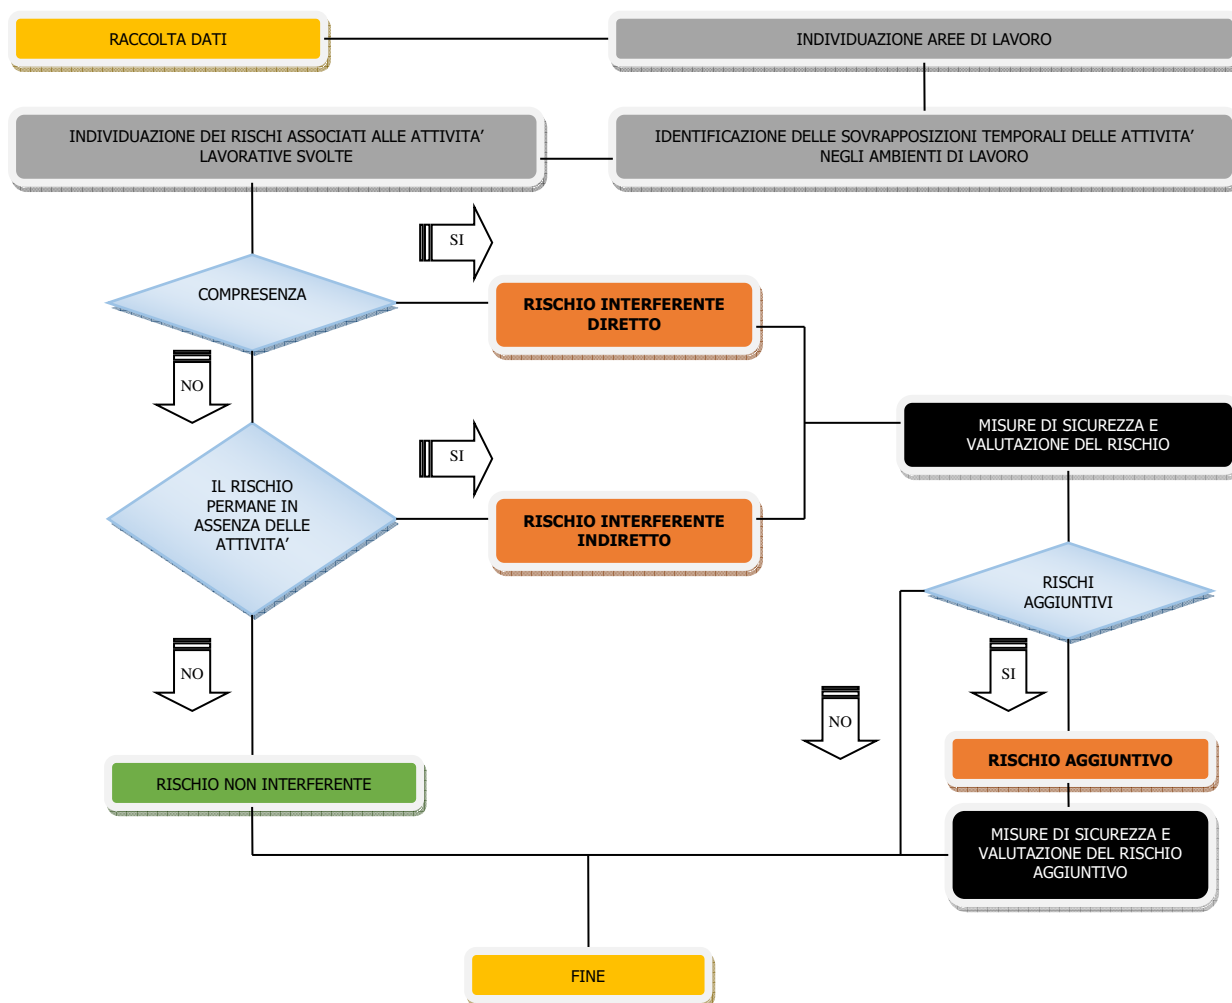 RACCOLTA DATI
INDIVIDUAZIONE AREE DI LAVORO
INDIVIDUAZIONE DEI RISCHI ASSOCIATI ALLE ATTIVITA’
LAVORATIVE SVOLTE
IDENTIFICAZIONE DELLE SOVRAPPOSIZIONI TEMPORALI DELLE ATTIVITA’
NEGLI AMBIENTI DI LAVORO
SI
COMPRESENZA
RISCHIO INTERFERENTE
DIRETTO
NO
MISURE DI SICUREZZA E
VALUTAZIONE DEL RISCHIO
SI
IL RISCHIO
PERMANE IN
ASSENZA DELLE
ATTIVITA’
RISCHIO INTERFERENTE
INDIRETTO
RISCHI
AGGIUNTIVI
NO
SI
NO
RISCHIO AGGIUNTIVO
RISCHIO NON INTERFERENTE
MISURE DI SICUREZZA E
VALUTAZIONE DEL RISCHIO
AGGIUNTIVO
FINE